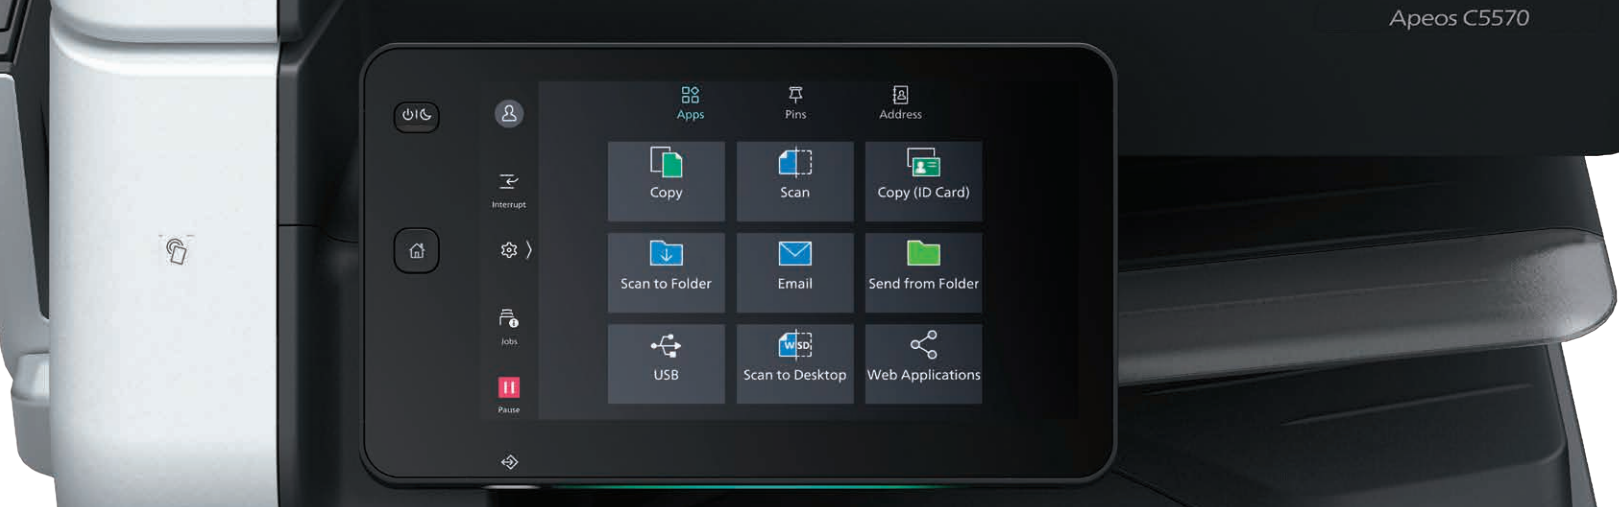 Apeos C5570
Apps
Pins
Address
Interrupt
Jobs
Pause
Copy
Scan
Copy (ID Card)
Scan to Folder
Email
Send from Folder
USB
WSD
Scan to Desktop
Web Applications